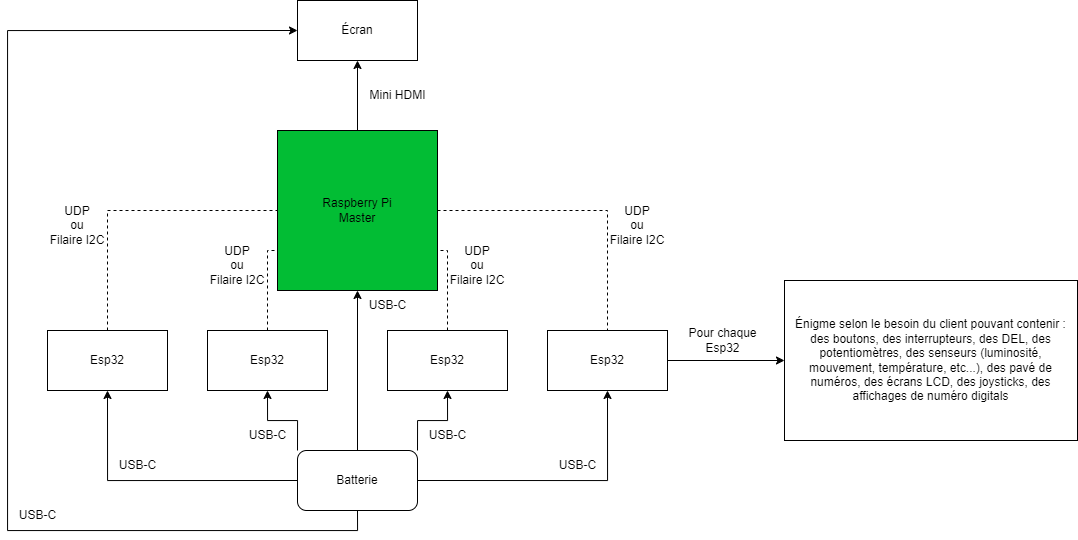 Écran
Mini HDMI
Raspberry Pi
Master
UDP
ou
Filaire I2C
UDP
ou
Filaire I2C
UDP
ou
Filaire I2C
UDP
ou
Filaire I2C
USB-C
Esp32
Esp32
Esp32
Esp32
Pour chaque
Esp32
Énigme selon le besoin du client pouvant contenir :
des boutons, des interrupteurs, des DEL, des
potentiomètres, des senseurs (luminosité,
mouvement, température, etc...), des pavé de
numéros, des écrans LCD, des joysticks, des
affichages de numéro digitals
USB-C
USB-C
USB-C
USB-C
Batterie
USB-C